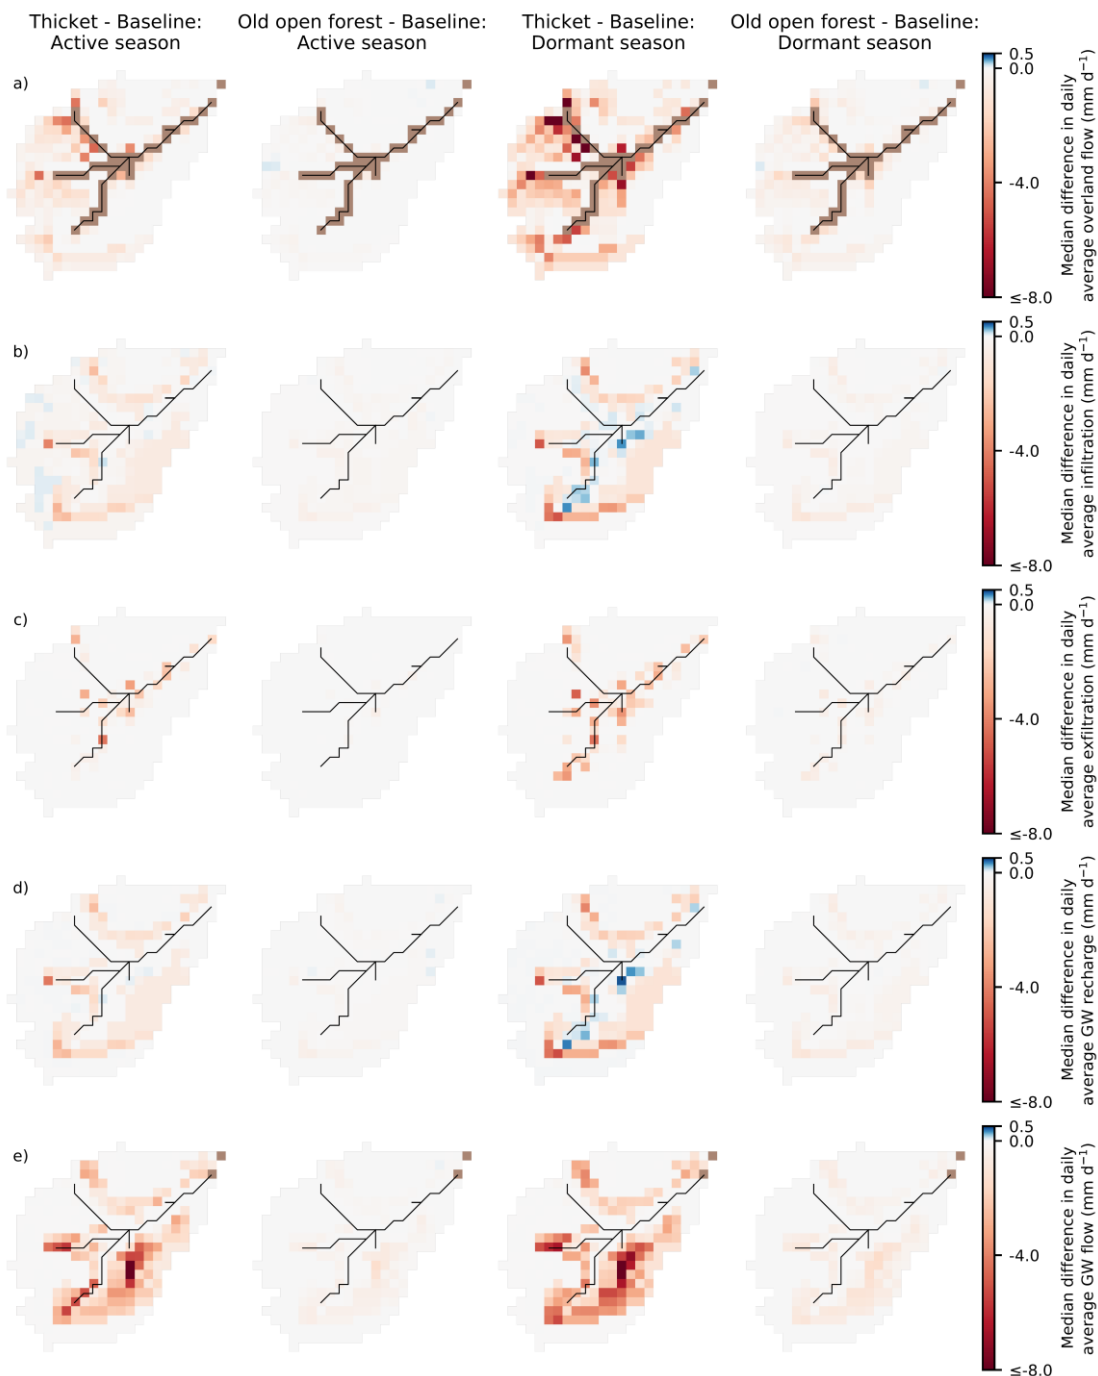 Thicket - Baseline:
Active season
Old open forest - Baseline:
Active season
Thicket - Baseline:
Dormant season
Old open forest - Baseline:
Dormant season
a)
0.5
0.0
-4.0
≤-8.0
Median difference in daily
average overland flow (mm d⁻¹)
b)
0.5
0.0
-4.0
≤-8.0
Median difference in daily
average infiltration (mm d⁻¹)
c)
0.5
0.0
-4.0
≤-8.0
Median difference in daily
average exfiltration (mm d⁻¹)
d)
0.5
0.0
-4.0
≤-8.0
Median difference in daily
average GW recharge (mm d⁻¹)
e)
0.5
0.0
-4.0
≤-8.0
Median difference in daily
average GW flow (mm d⁻¹)